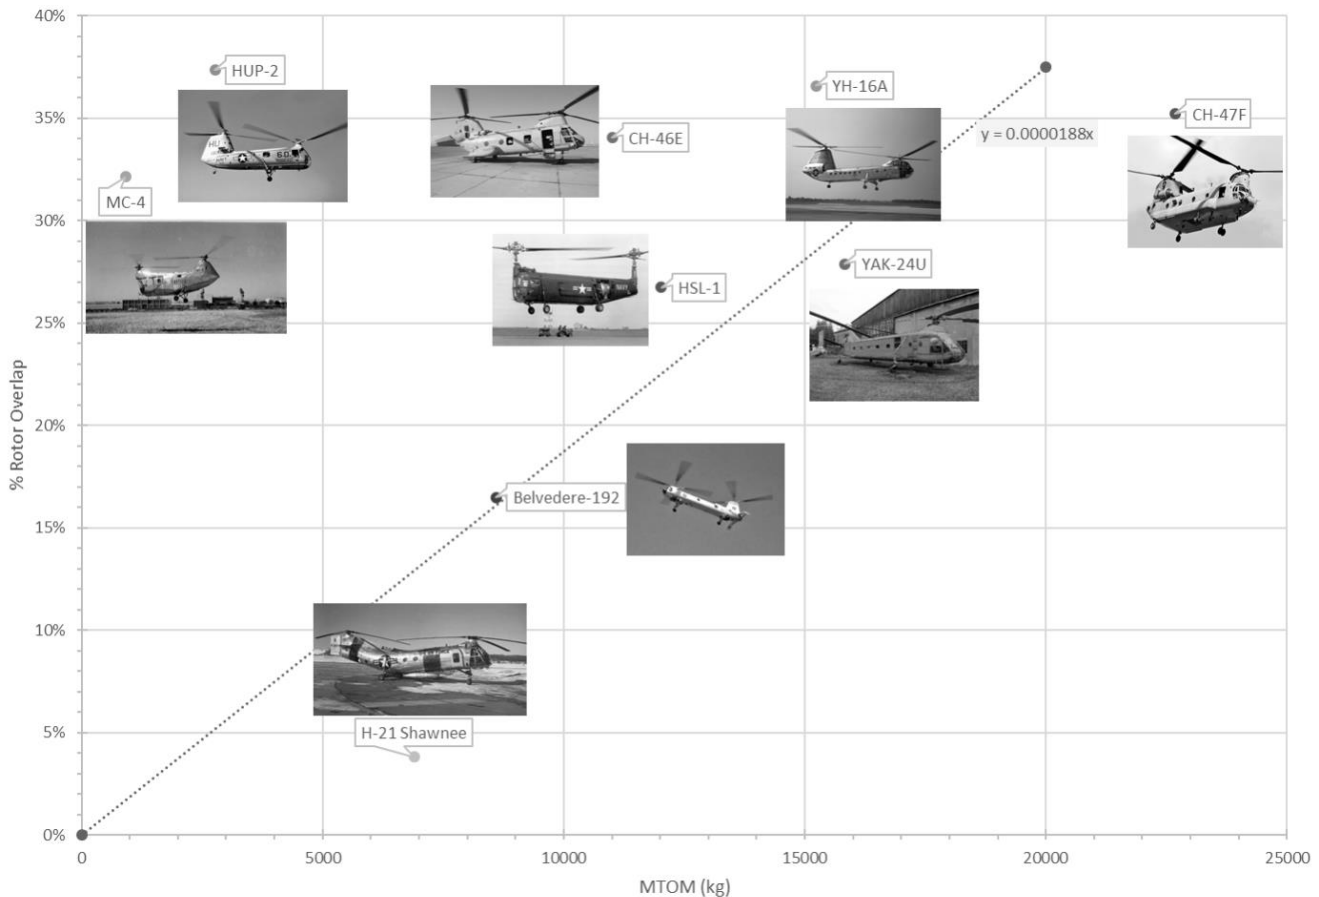 40%
HUP-2
YH-16A
CH-46E
y = 0.0000188x
CH-47F
35%
MC-4
30%
YAK-24U
HSL-1
25%
% Rotor Overlap
20%
Belvedere-192
15%
10%
H-21 Shawnee
5%
0%
0
5000
10000
15000
20000
25000
MTOM (kg)